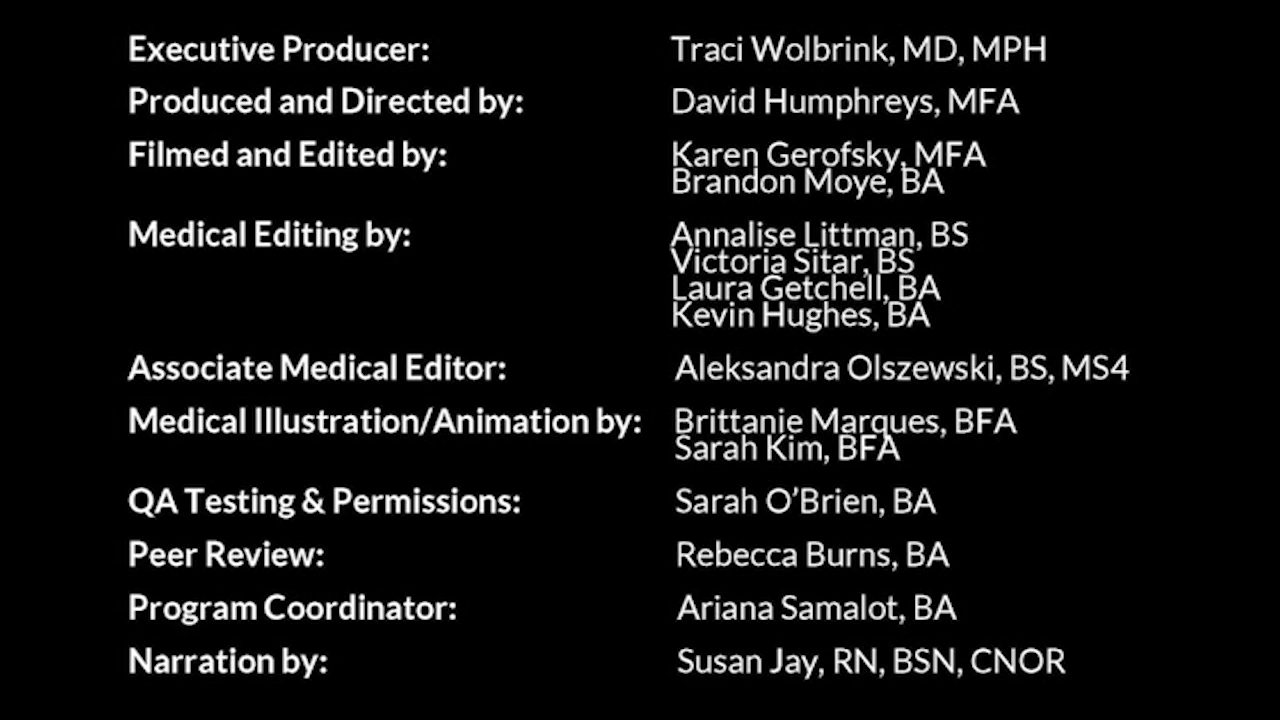 Executive Producer: Traci Wolbrink, MD, MPH
Produced and Directed by: David Humphreys, MFA
Filmed and Edited by: Karen Gerofsky, MFA
Brandon Moye, BA
Medical Editing by: Annalise Littman, BS
Victoria Sitar, BS
Laura Getchell, BA
Kevin Hughes, BA
Associate Medical Editor: Aleksandra Olszewski, BS, MS4
Medical Illustration/Animation by: Brittanie Marques, BFA
Sarah Kim, BFA
QA Testing & Permissions: Sarah O’Brien, BA
Peer Review: Rebecca Burns, BA
Program Coordinator: Ariana Samalot, BA
Narration by: Susan Jay, RN, BSN, CNOR